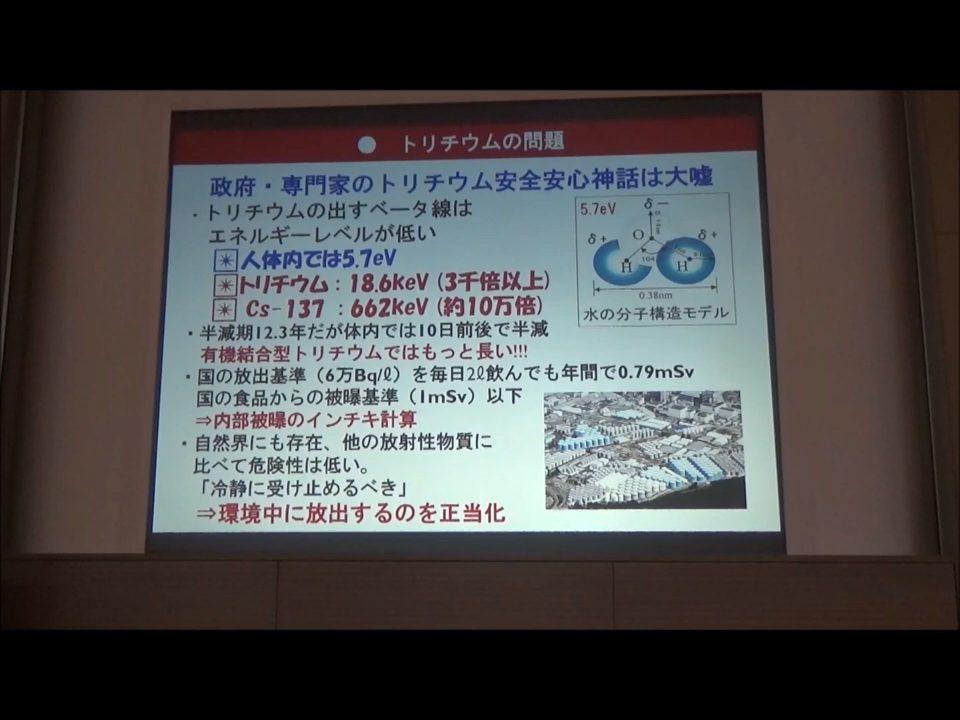 ● トリチウムの問題
政府・専門家のトリチウム安全安心神話は大嘘
・トリチウムの出すベータ線は
エネルギーレベルが低い
＊人体内では5.7eV
＊トリチウム：18.6keV (3千倍以上)
＊Cs-137：662keV (約10万倍)
・半減期12.3年だが体内では10日前後で半減
有機結合型トリチウムではもっと長い!!!
・国の放出基準（6万Bq/ℓ）を毎日2ℓ飲んでも年間で0.79mSv
国の食品からの被曝基準（1mSv）以下
⇒内部被曝のインチキ計算
・自然界にも存在、他の放射性物質に
比べて危険性は低い。
「冷静に受け止めるべき」
⇒環境中に放出するのを正当化
5.7eV
δ－
δ＋
O
δ＋
H
H
0.38nm
水の分子構造モデル